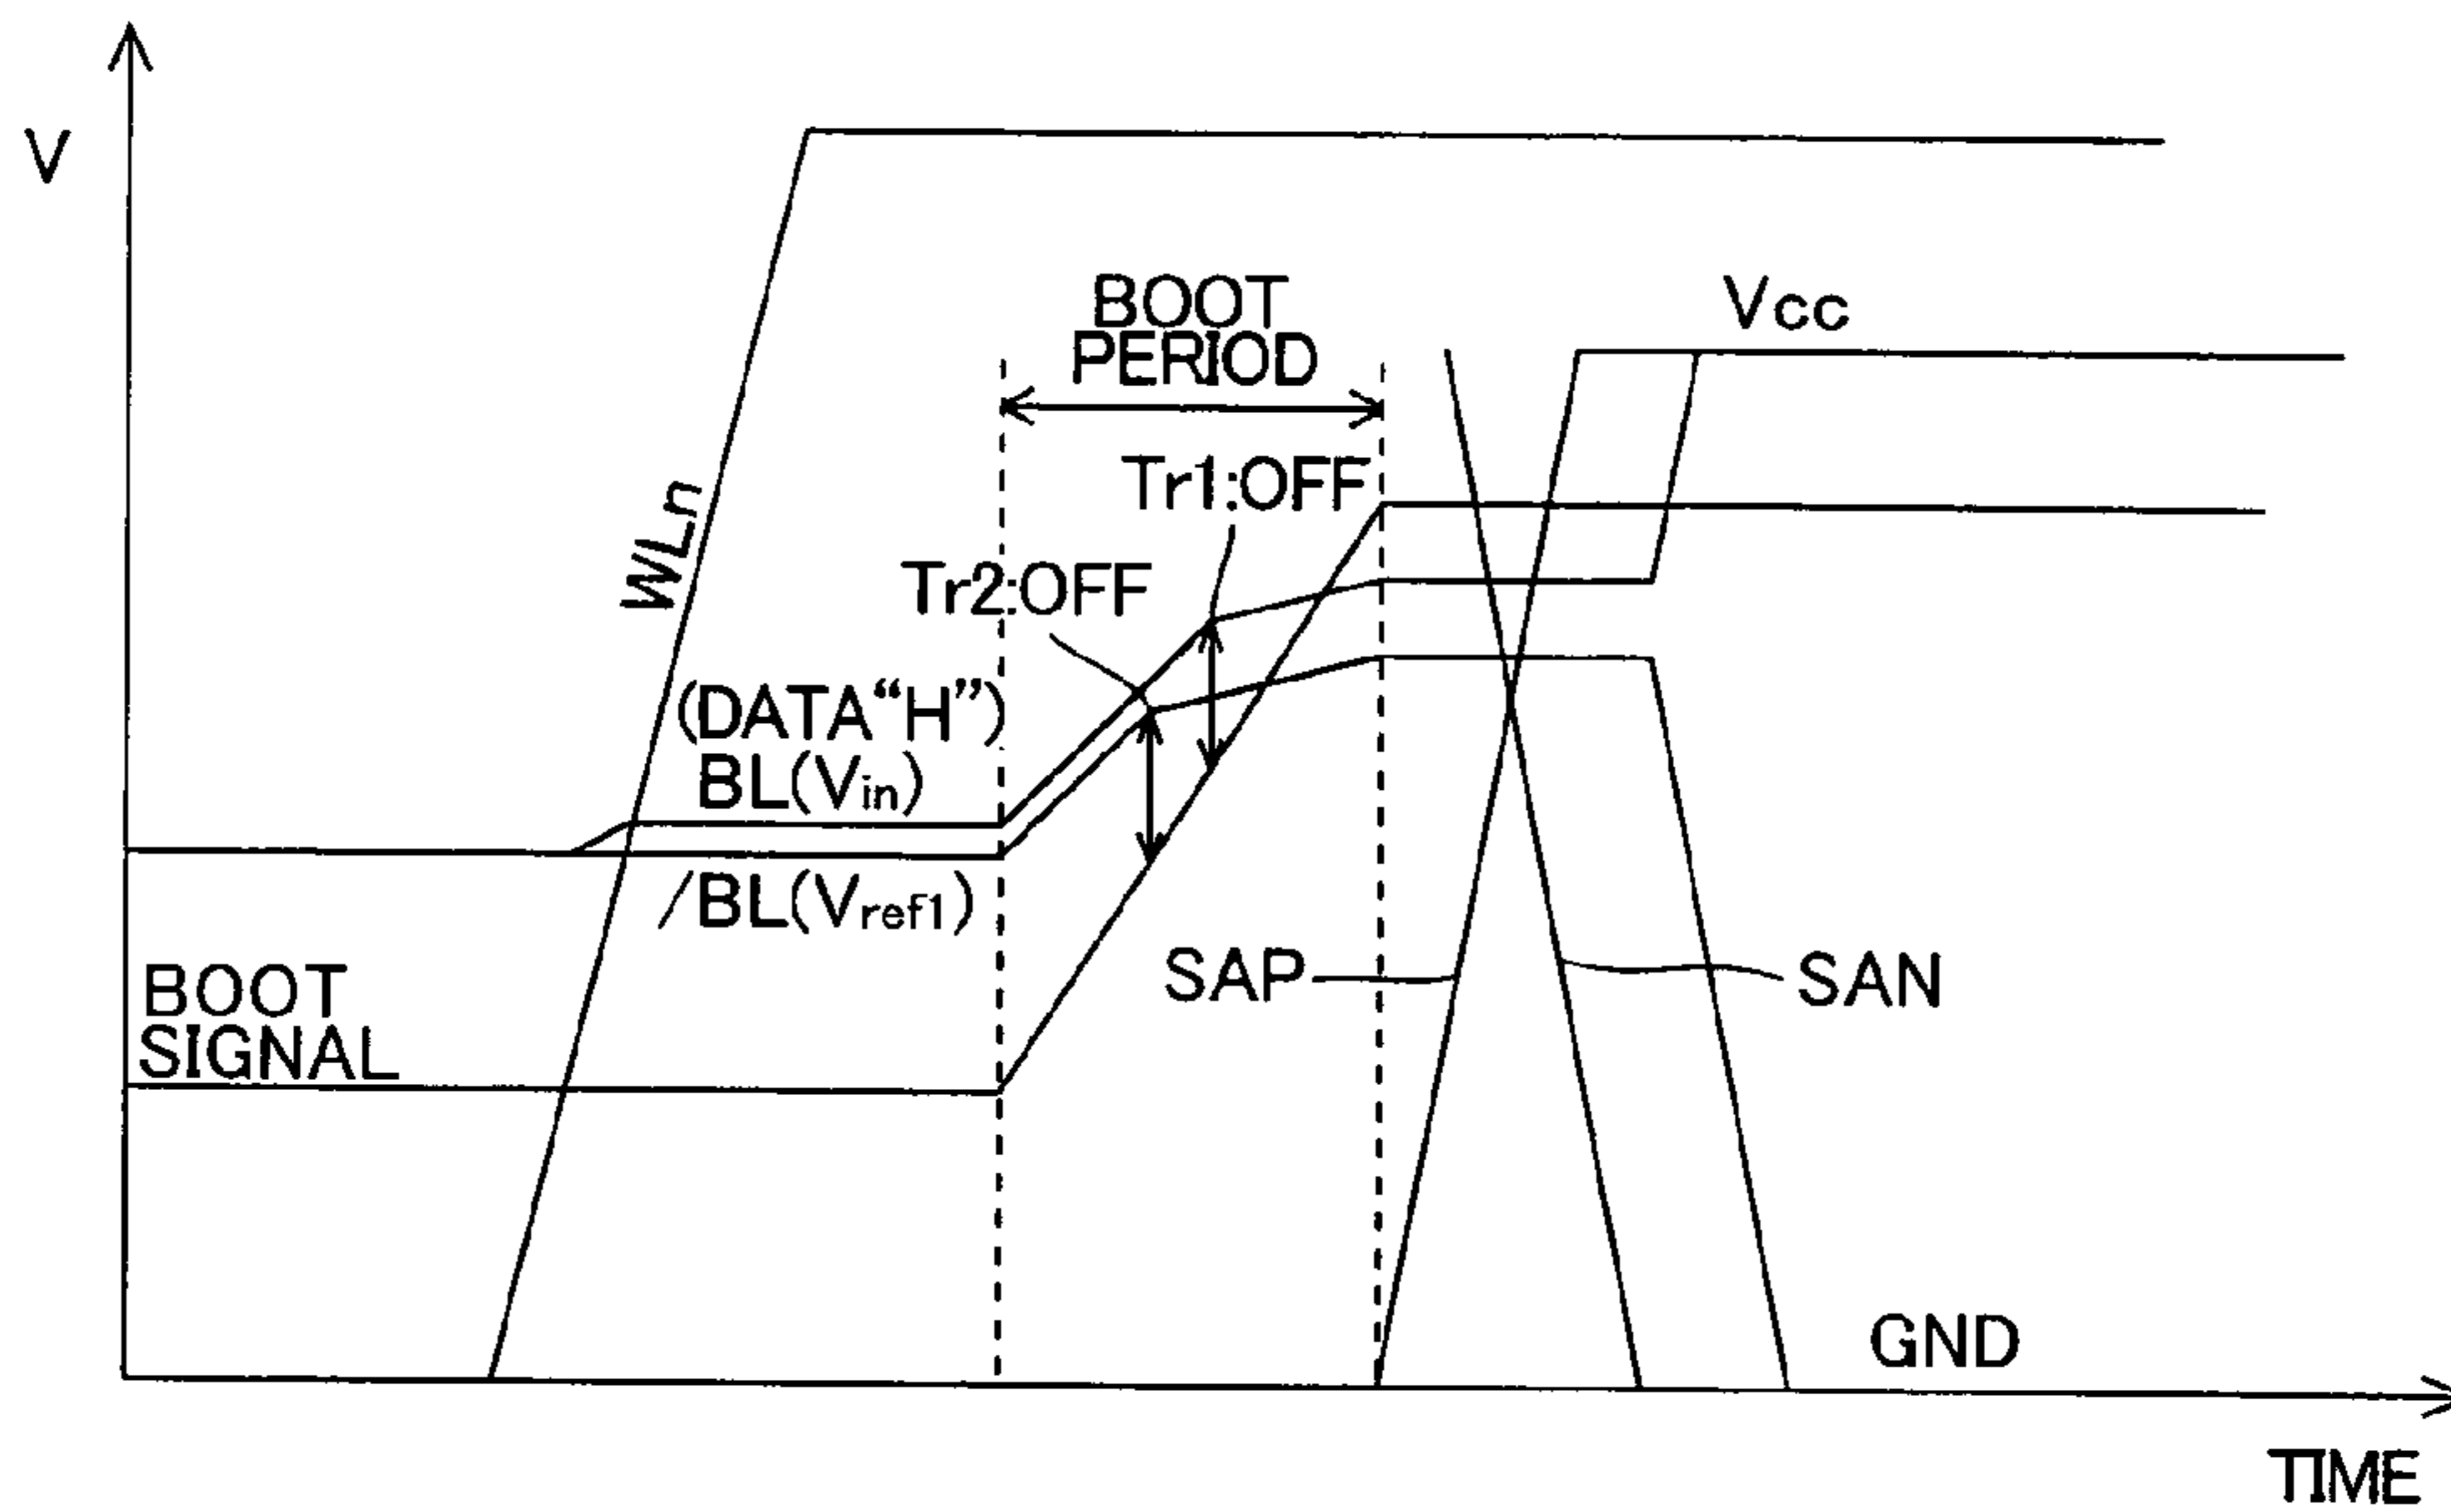 V
BOOT
PERIOD
Vcc
Tr1:OFF
WLn
Tr2:OFF
(DATA“H”)
BL(Vin)
/BL(Vref1)
BOOT
SIGNAL
SAP
SAN
GND
TIME